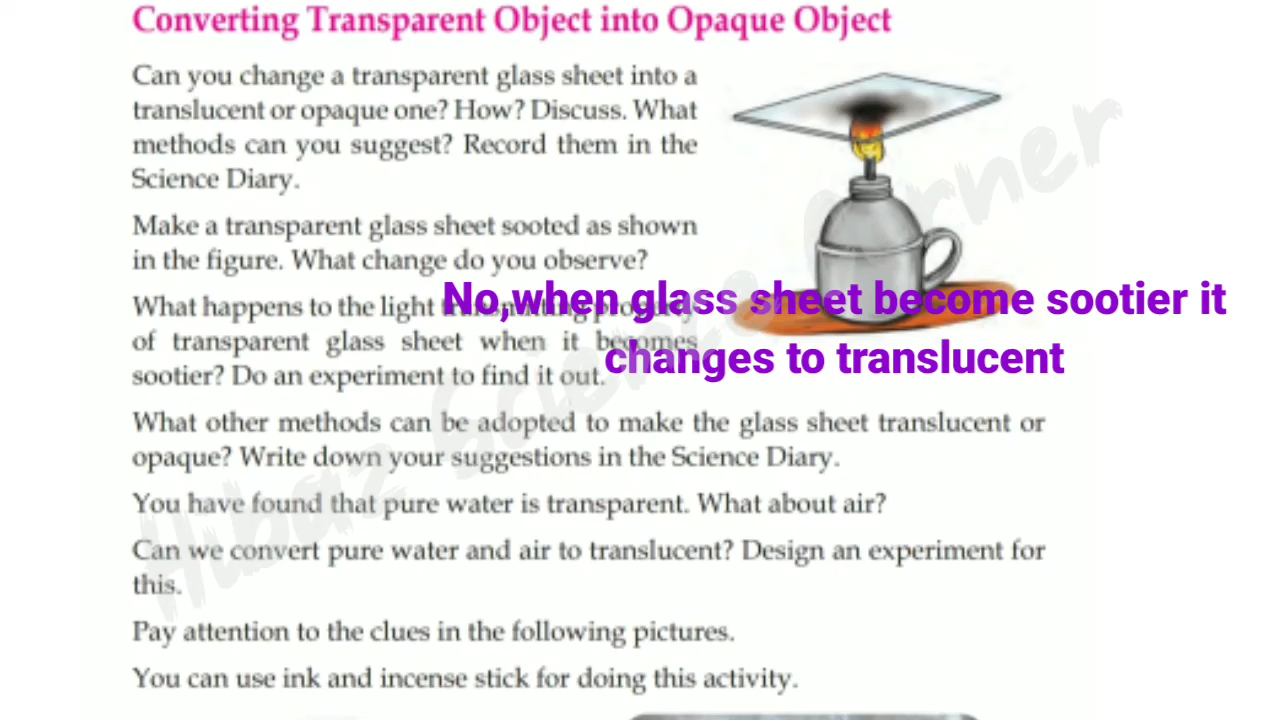 Converting Transparent Object into Opaque Object
Can you change a transparent glass sheet into a
translucent or opaque one? How? Discuss. What
methods can you suggest? Record them in the
Science Diary.
Make a transparent glass sheet sooted as shown
in the figure. What change do you observe?
What happens to the light
of transparent glass sheet when it becomes
sootier? Do an experiment to find it out.
No,when glass sheet become sootier it
changes to translucent
What other methods can be adopted to make the glass sheet translucent or
opaque? Write down your suggestions in the Science Diary.
You have found that pure water is transparent. What about air?
Can we convert pure water and air to translucent? Design an experiment for
this.
Pay attention to the clues in the following pictures.
You can use ink and incense stick for doing this activity.
Hibaz Science Corner